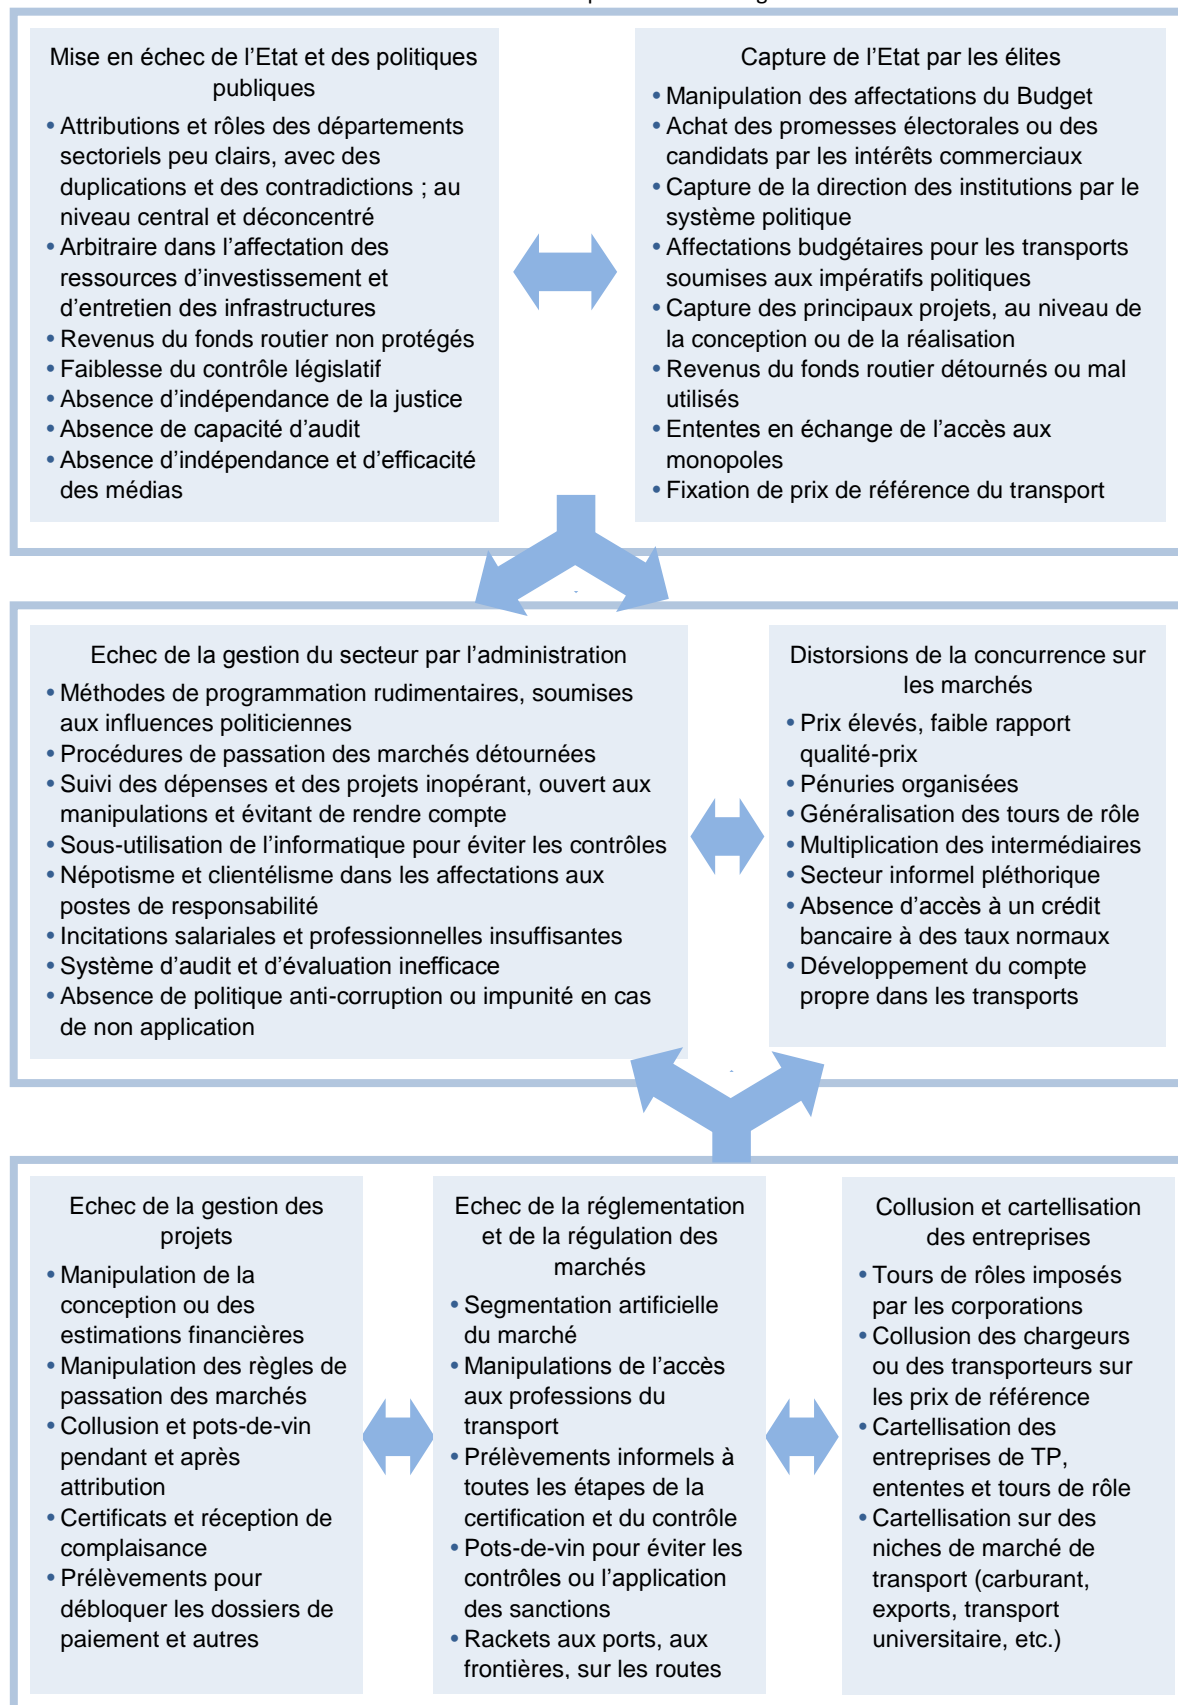 Mise en échec de l’Etat et des politiques
publiques
• Attributions et rôles des départements
sectoriels peu clairs, avec des
duplications et des contradictions ; au
niveau central et déconcentré
• Arbitraire dans l’affectation des
ressources d’investissement et
d’entretien des infrastructures
• Revenus du fonds routier non protégés
• Faiblesse du contrôle législatif
• Absence d’indépendance de la justice
• Absence de capacité d’audit
• Absence d’indépendance et d’efficacité
des médias
Capture de l’Etat par les élites
• Manipulation des affectations du Budget
• Achat des promesses électorales ou des
candidats par les intérêts commerciaux
• Capture de la direction des institutions par le
système politique
• Affectations budgétaires pour les transports
soumises aux impératifs politiques
• Capture des principaux projets, au niveau de
la conception ou de la réalisation
• Revenus du fonds routier détournés ou mal
utilisés
• Ententes en échange de l’accès aux
monopoles
• Fixation de prix de référence du transport
Echec de la gestion du secteur par l’administration
• Méthodes de programmation rudimentaires, soumises
aux influences politiciennes
• Procédures de passation des marchés détournées
• Suivi des dépenses et des projets inopérant, ouvert aux
manipulations et évitant de rendre compte
• Sous-utilisation de l’informatique pour éviter les contrôles
• Népotisme et clientélisme dans les affectations aux
postes de responsabilité
• Incitations salariales et professionnelles insuffisantes
• Système d’audit et d’évaluation inefficace
• Absence de politique anti-corruption ou impunité en cas
de non application
Distorsions de la concurrence sur
les marchés
• Prix élevés, faible rapport
qualité-prix
• Pénuries organisées
• Généralisation des tours de rôle
• Multiplication des intermédiaires
• Secteur informel pléthorique
• Absence d’accès à un crédit
bancaire à des taux normaux
• Développement du compte
propre dans les transports
Echec de la gestion des
projets
• Manipulation de la
conception ou des
estimations financières
• Manipulation des règles de
passation des marchés
• Collusion et pots-de-vin
pendant et après
attribution
• Certificats et réception de
complaisance
• Prélèvements pour
débloquer les dossiers de
paiement et autres
Echec de la réglementation
et de la régulation des
marchés
• Segmentation artificielle
du marché
• Manipulations de l’accès
aux professions du
transport
• Prélèvements informels à
toutes les étapes de la
certification et du contrôle
• Pots-de-vin pour éviter les
contrôles ou l’application
des sanctions
• Rackets aux ports, aux
frontières, sur les routes
Collusion et cartellisation
des entreprises
• Tours de rôles imposés
par les corporations
• Collusion des chargeurs
ou des transporteurs sur
les prix de référence
• Cartellisation des
entreprises de TP,
ententes et tours de rôle
• Cartellisation sur des
niches de marché de
transport (carburant,
exports, transport
universitaire, etc.)